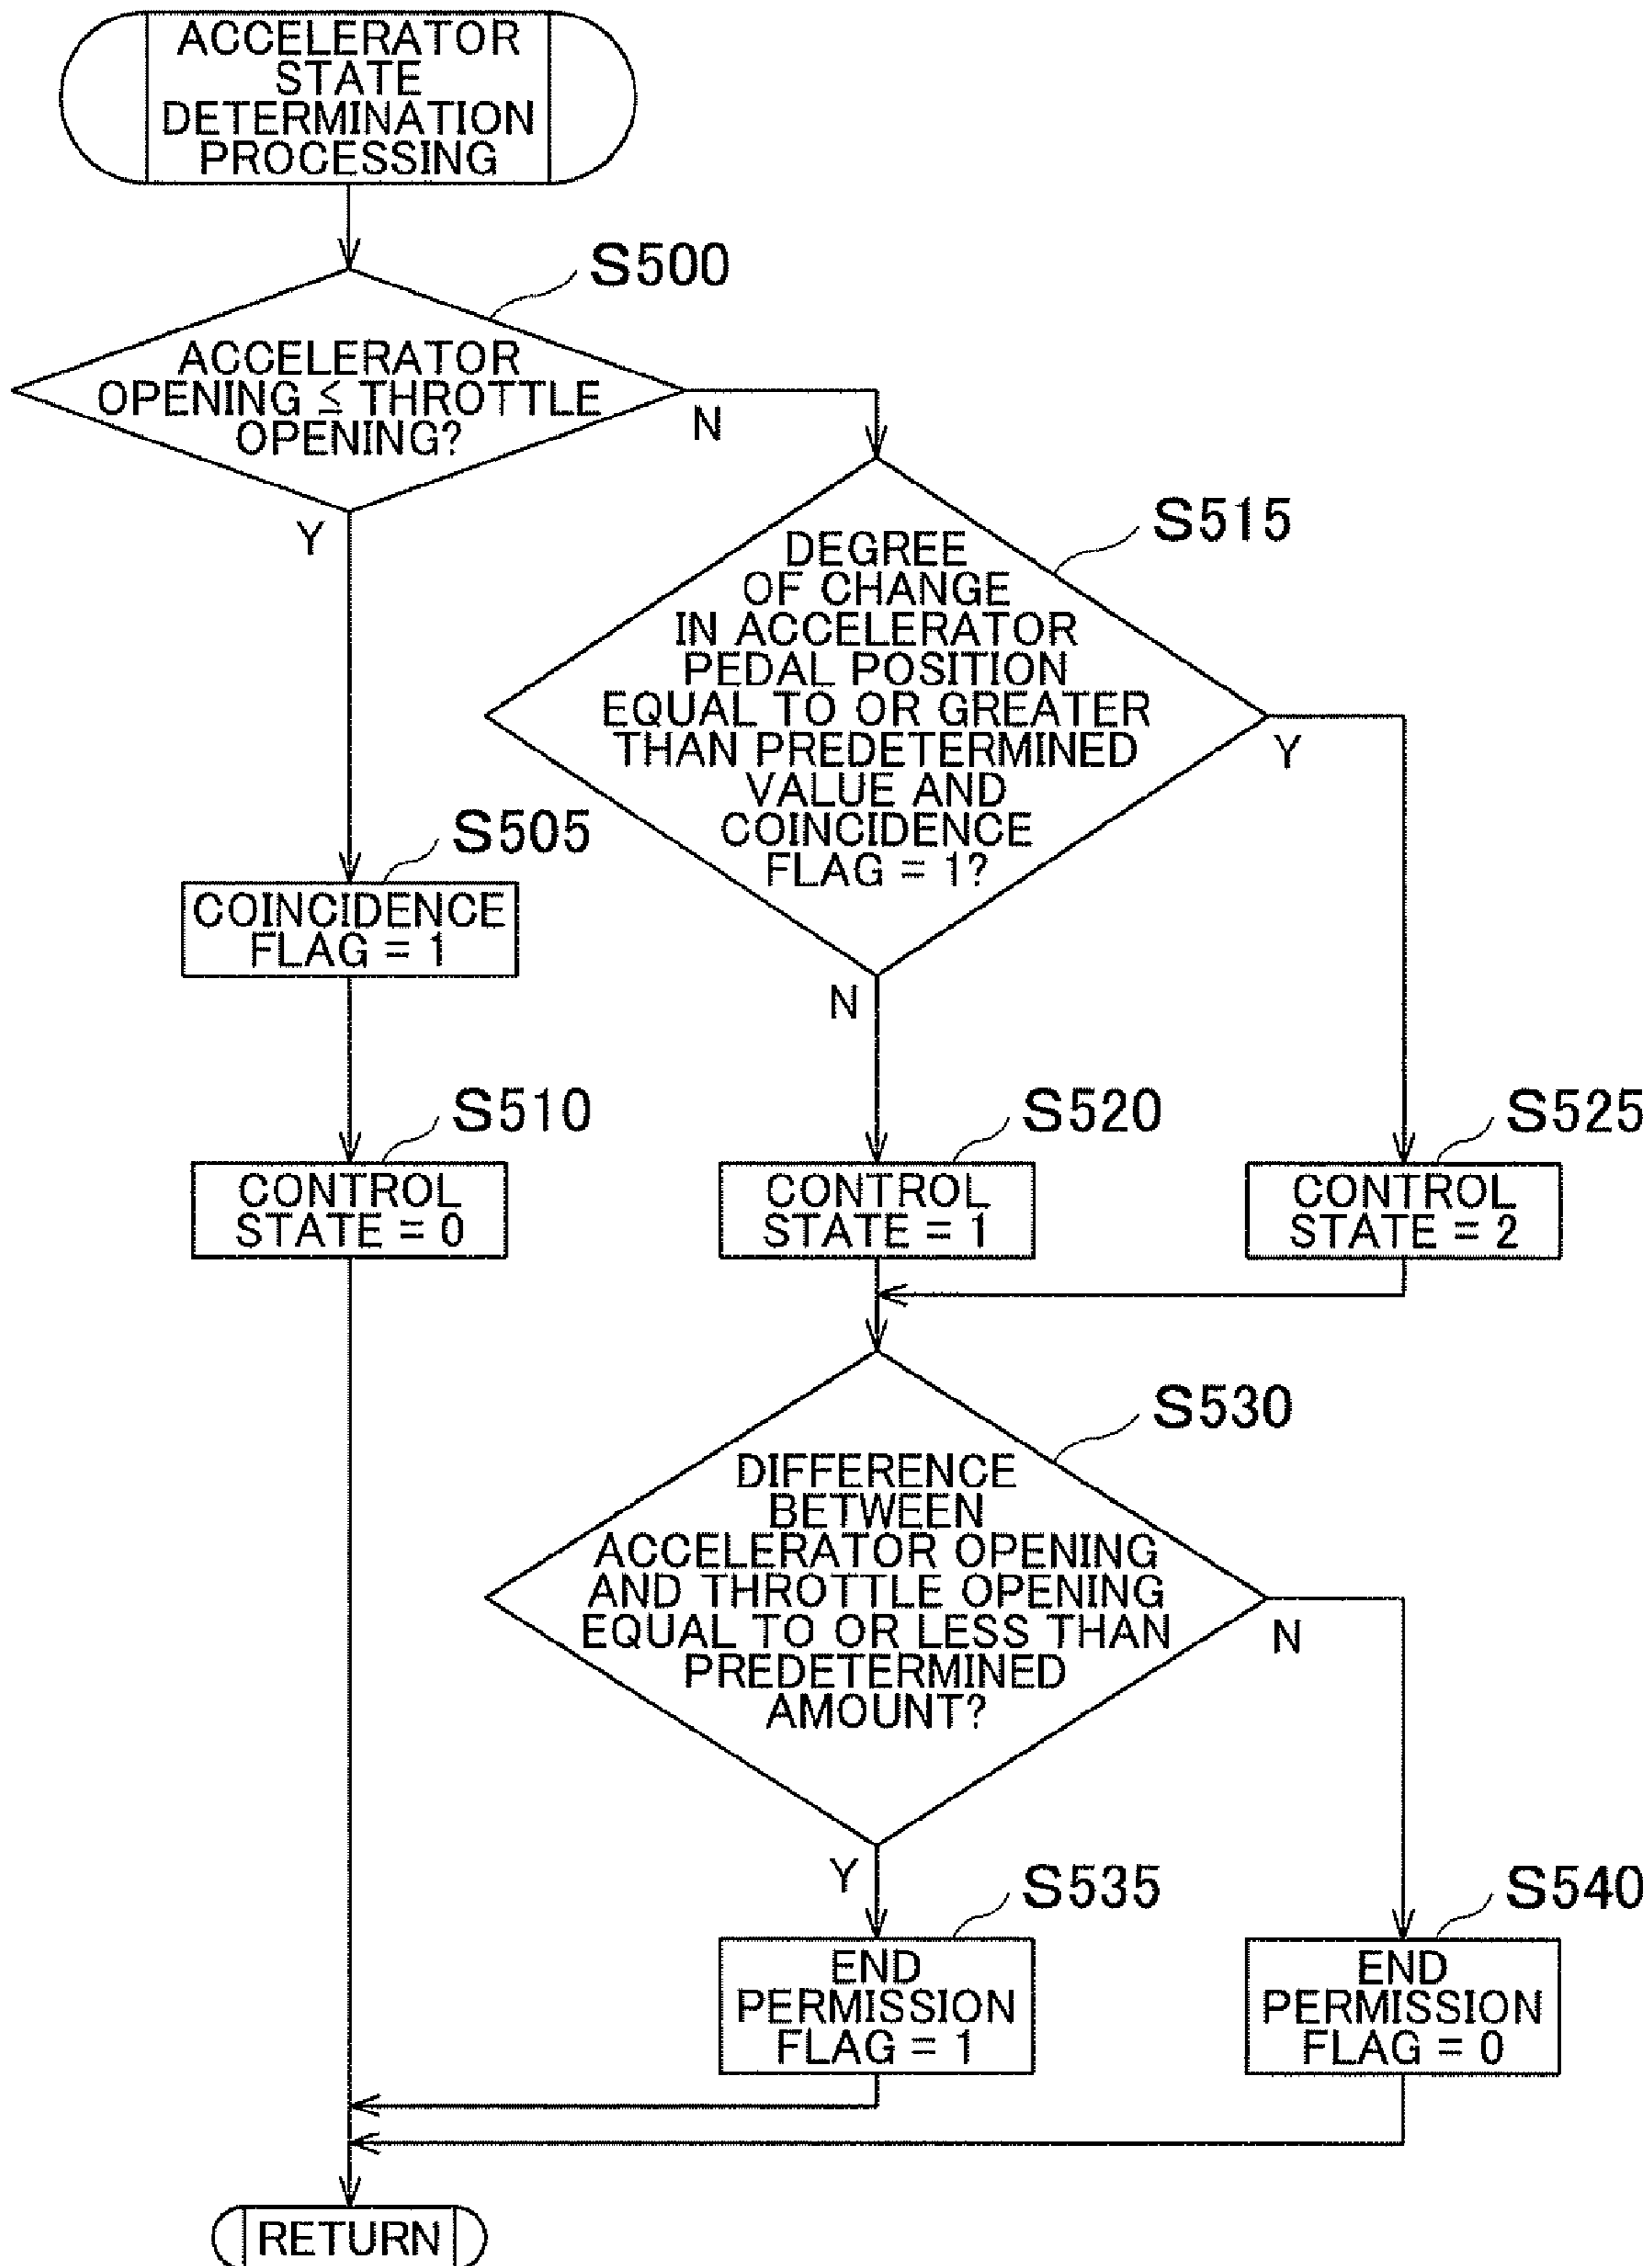 ACCELERATOR
STATE
DETERMINATION
PROCESSING
S500
ACCELERATOR
OPENING ≤ THROTTLE
OPENING?
N
Y
S515
DEGREE
OF CHANGE
IN ACCELERATOR
PEDAL POSITION
EQUAL TO OR GREATER
THAN PREDETERMINED
VALUE AND
COINCIDENCE
FLAG = 1?
Y
N
S505
COINCIDENCE
FLAG = 1
S510
CONTROL
STATE = 0
S520
CONTROL
STATE = 1
S525
CONTROL
STATE = 2
S530
DIFFERENCE
BETWEEN
ACCELERATOR OPENING
AND THROTTLE OPENING
EQUAL TO OR LESS THAN
PREDETERMINED
AMOUNT?
N
Y
S535
END
PERMISSION
FLAG = 1
S540
END
PERMISSION
FLAG = 0
RETURN